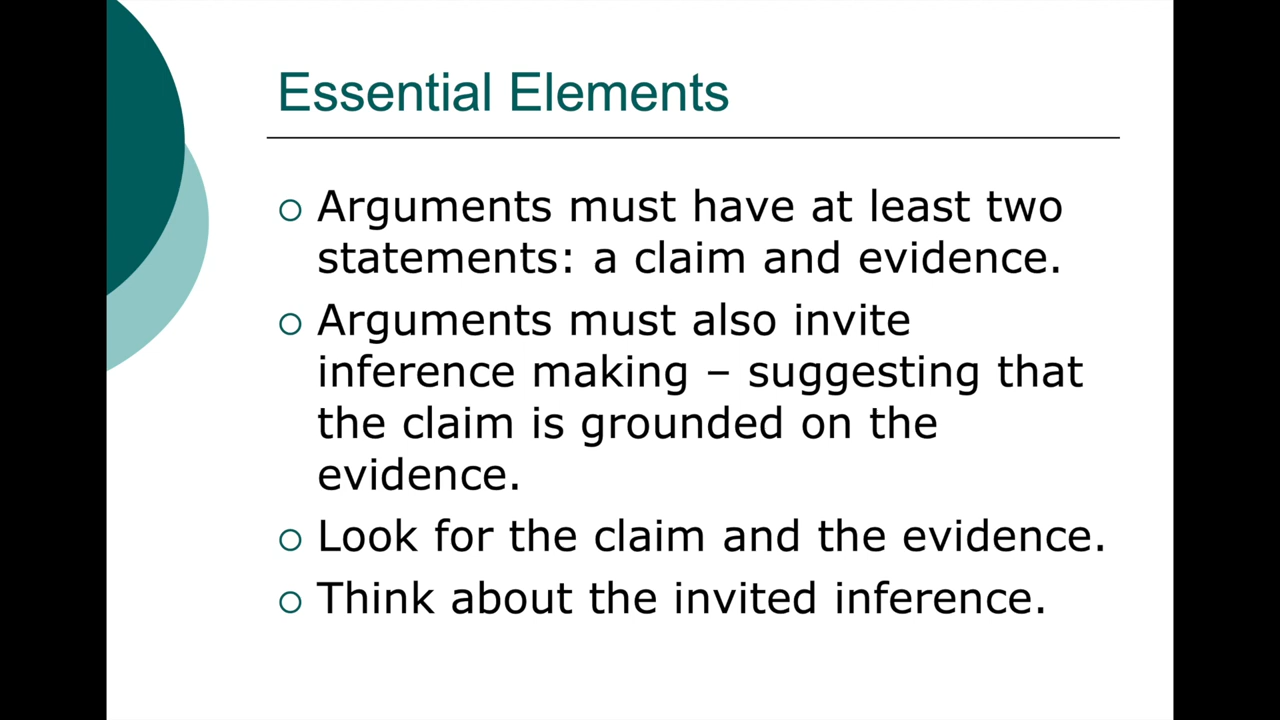 Essential Elements
Arguments must have at least two
statements: a claim and evidence.
Arguments must also invite
inference making – suggesting that
the claim is grounded on the
evidence.
Look for the claim and the evidence.
Think about the invited inference.